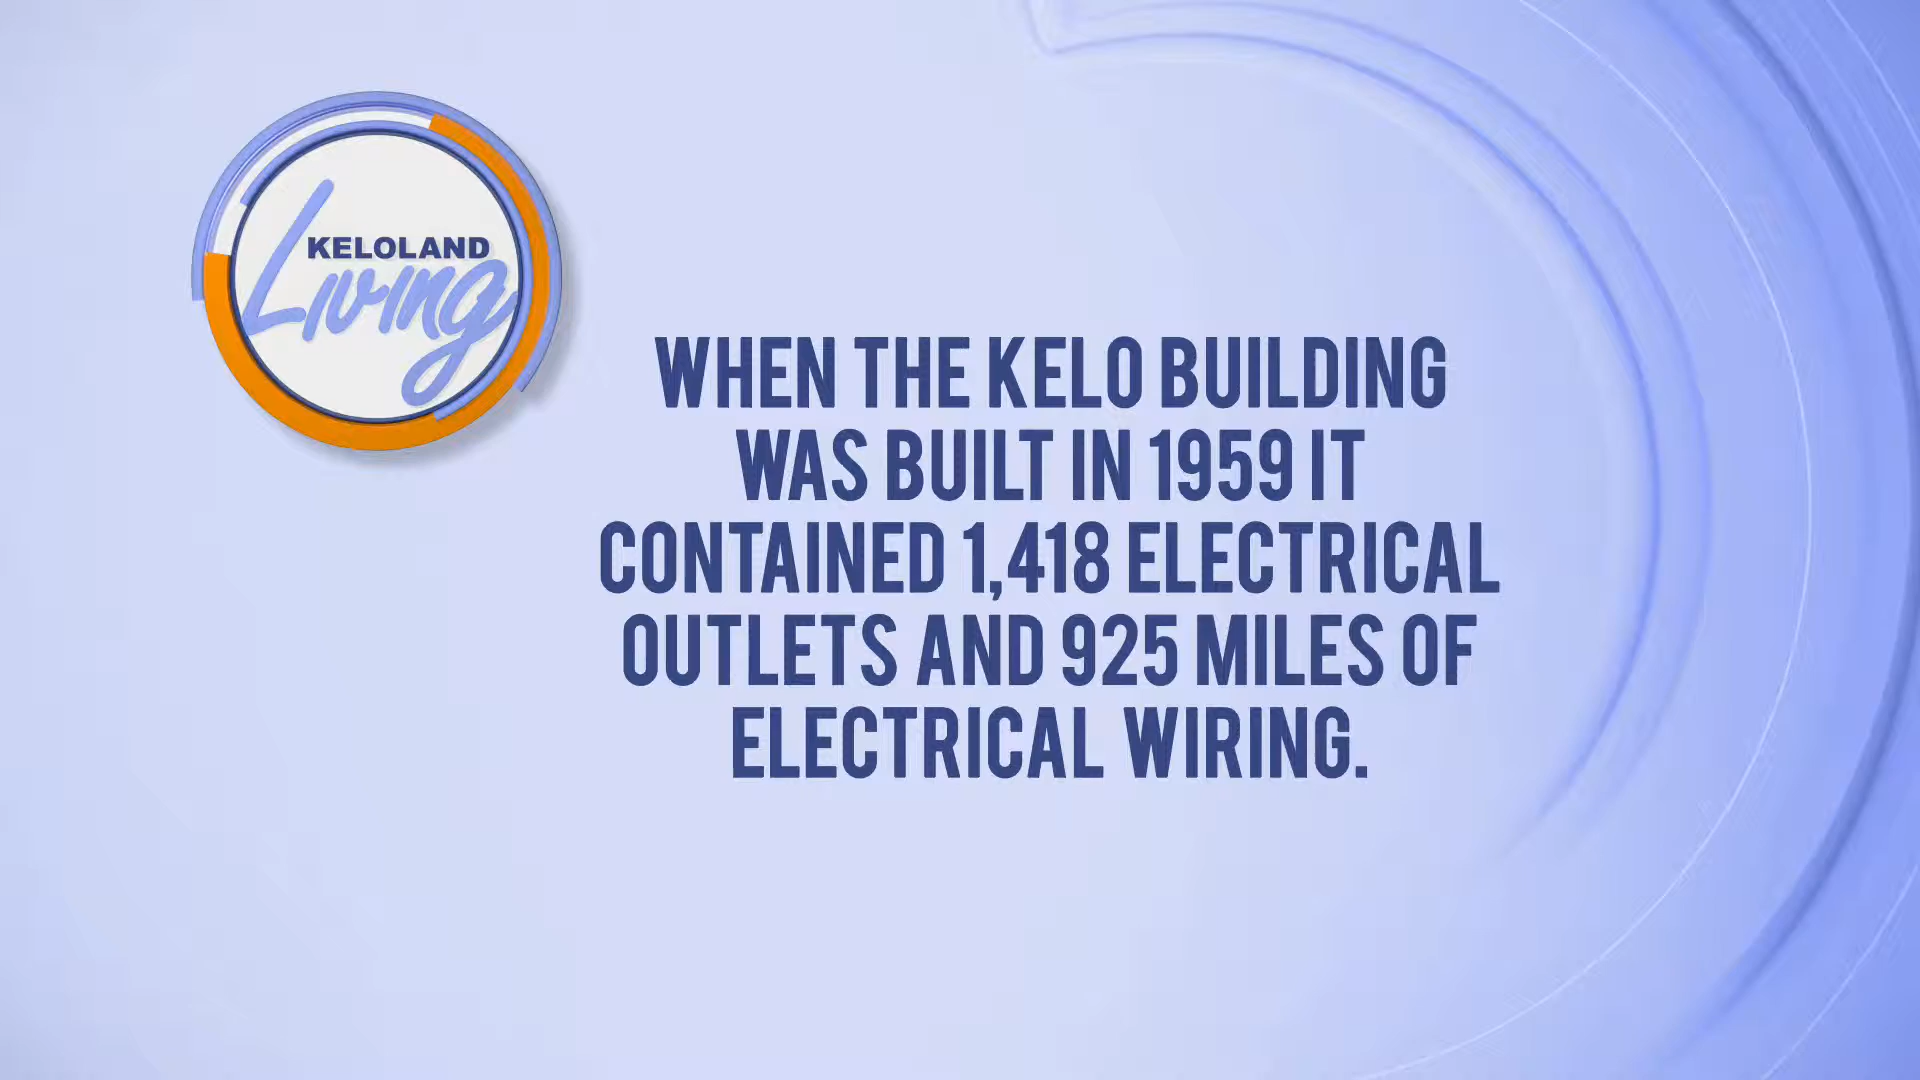 KELOLAND
Living
WHEN THE KELO BUILDING
WAS BUILT IN 1959 IT
CONTAINED 1,418 ELECTRICAL
OUTLETS AND 925 MILES OF
ELECTRICAL WIRING.